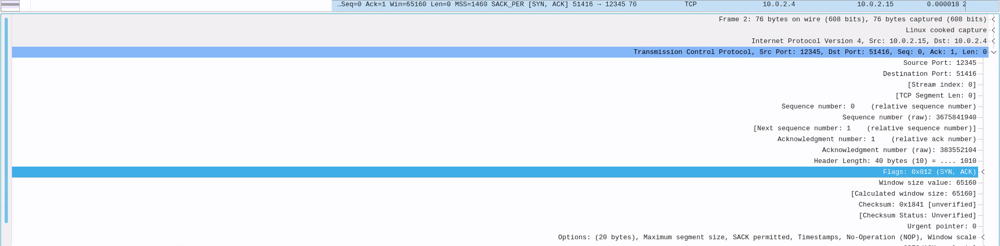 …Seq=0 Ack=1 Win=65160 Len=0 MSS=1460 SACK_PER [SYN, ACK] 51416 → 12345 76 TCP 10.0.2.4 10.0.2.15 0.000018 2
Frame 2: 76 bytes on wire (608 bits), 76 bytes captured (608 bits)
Linux cooked capture
Internet Protocol Version 4, Src: 10.0.2.15, Dst: 10.0.2.4
Transmission Control Protocol, Src Port: 12345, Dst Port: 51416, Seq: 0, Ack: 1, Len: 0
Source Port: 12345
Destination Port: 51416
[Stream index: 0]
[TCP Segment Len: 0]
Sequence number: 0    (relative sequence number)
Sequence number (raw): 3675841940
[Next sequence number: 1    (relative sequence number)]
Acknowledgment number: 1    (relative ack number)
Acknowledgment number (raw): 383552104
Header Length: 40 bytes (10) = .... 1010
Flags: 0x012 (SYN, ACK)
Window size value: 65160
[Calculated window size: 65160]
Checksum: 0x1841 [unverified]
[Checksum Status: Unverified]
Urgent pointer: 0
Options: (20 bytes), Maximum segment size, SACK permitted, Timestamps, No-Operation (NOP), Window scale